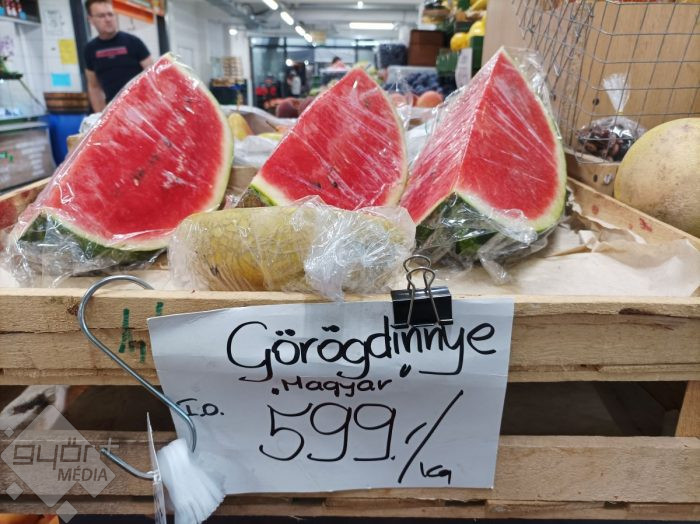 Görögdinnye
"Magyar"
I.O.
599.-/
kg
győr+
MÉDIA